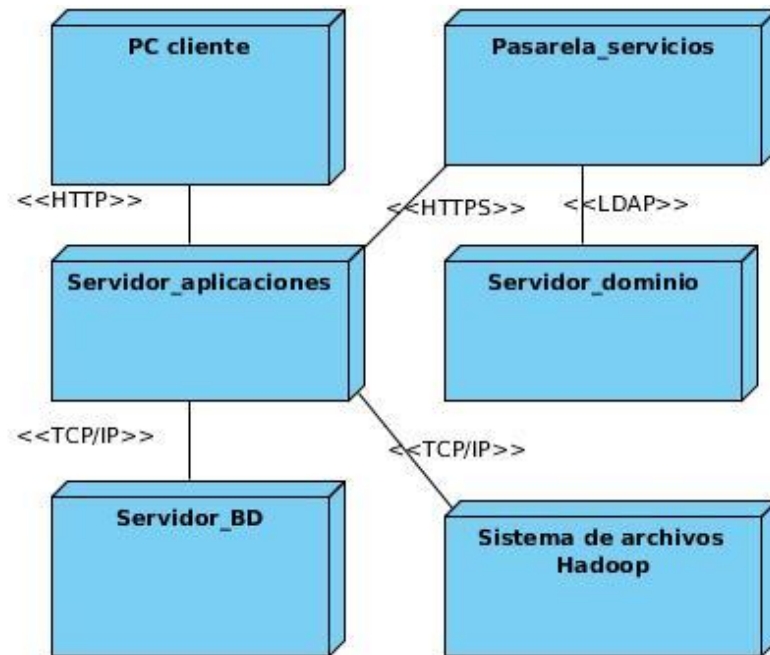 PC cliente
Pasarela_servicios
<<HTTP>>
<<HTTPS>>
<<LDAP>>
Servidor_aplicaciones
Servidor_dominio
<<TCP/IP>>
<<TCP/IP>>
Servidor_BD
Sistema de archivos
Hadoop